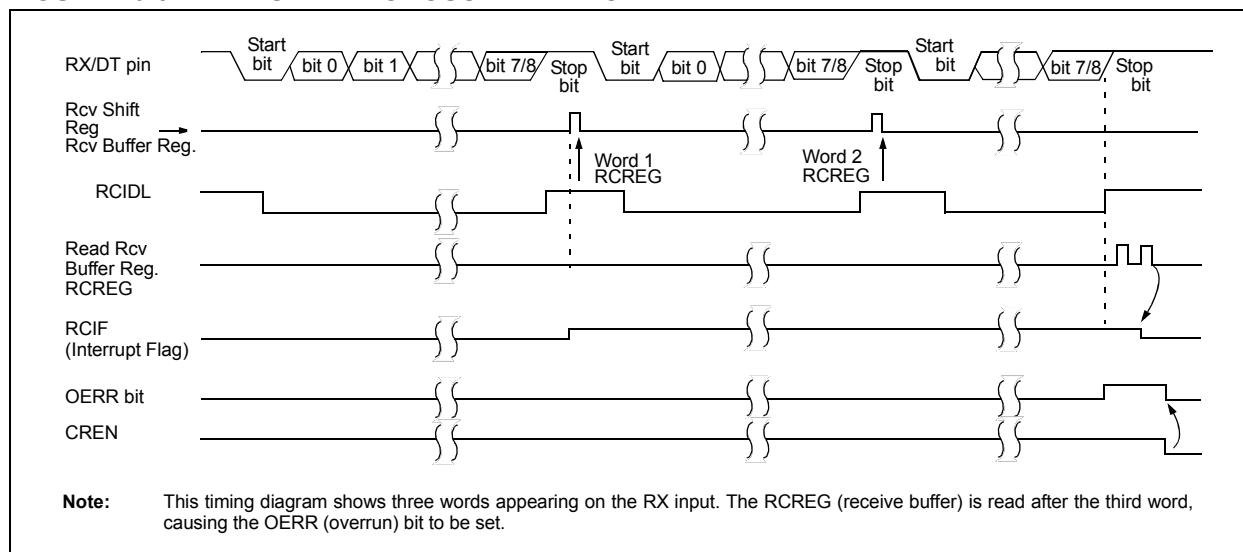 RX/DT pin
Start
bit
bit 0
bit 1
bit 7/8
Stop
bit
Start
bit
bit 0
bit 7/8
Stop
bit
Start
bit
bit 7/8
Stop
bit
Rcv Shift
Reg
Rcv Buffer Reg.
Word 1
RCREG
Word 2
RCREG
RCIDL
Read Rcv
Buffer Reg.
RCREG
RCIF
(Interrupt Flag)
OERR bit
CREN
Note: This timing diagram shows three words appearing on the RX input. The RCREG (receive buffer) is read after the third word,
causing the OERR (overrun) bit to be set.